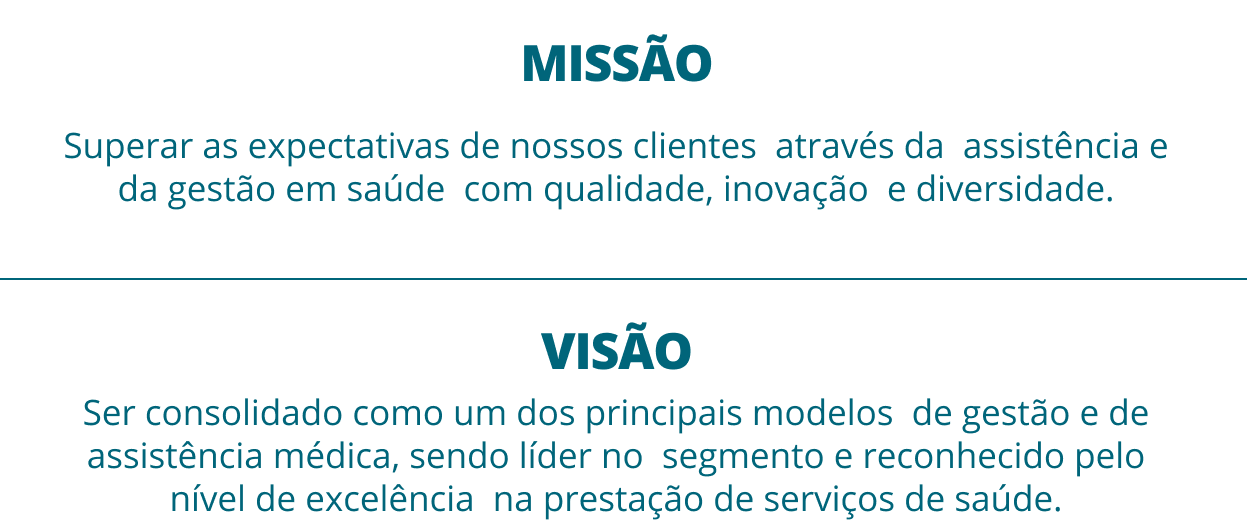 MISSÃO
Superar as expectativas de nossos clientes  através da  assistência e
da gestão em saúde  com qualidade, inovação  e diversidade.
VISÃO
Ser consolidado como um dos principais modelos  de gestão e de
assistência médica, sendo líder no  segmento e reconhecido pelo
nível de excelência  na prestação de serviços de saúde.